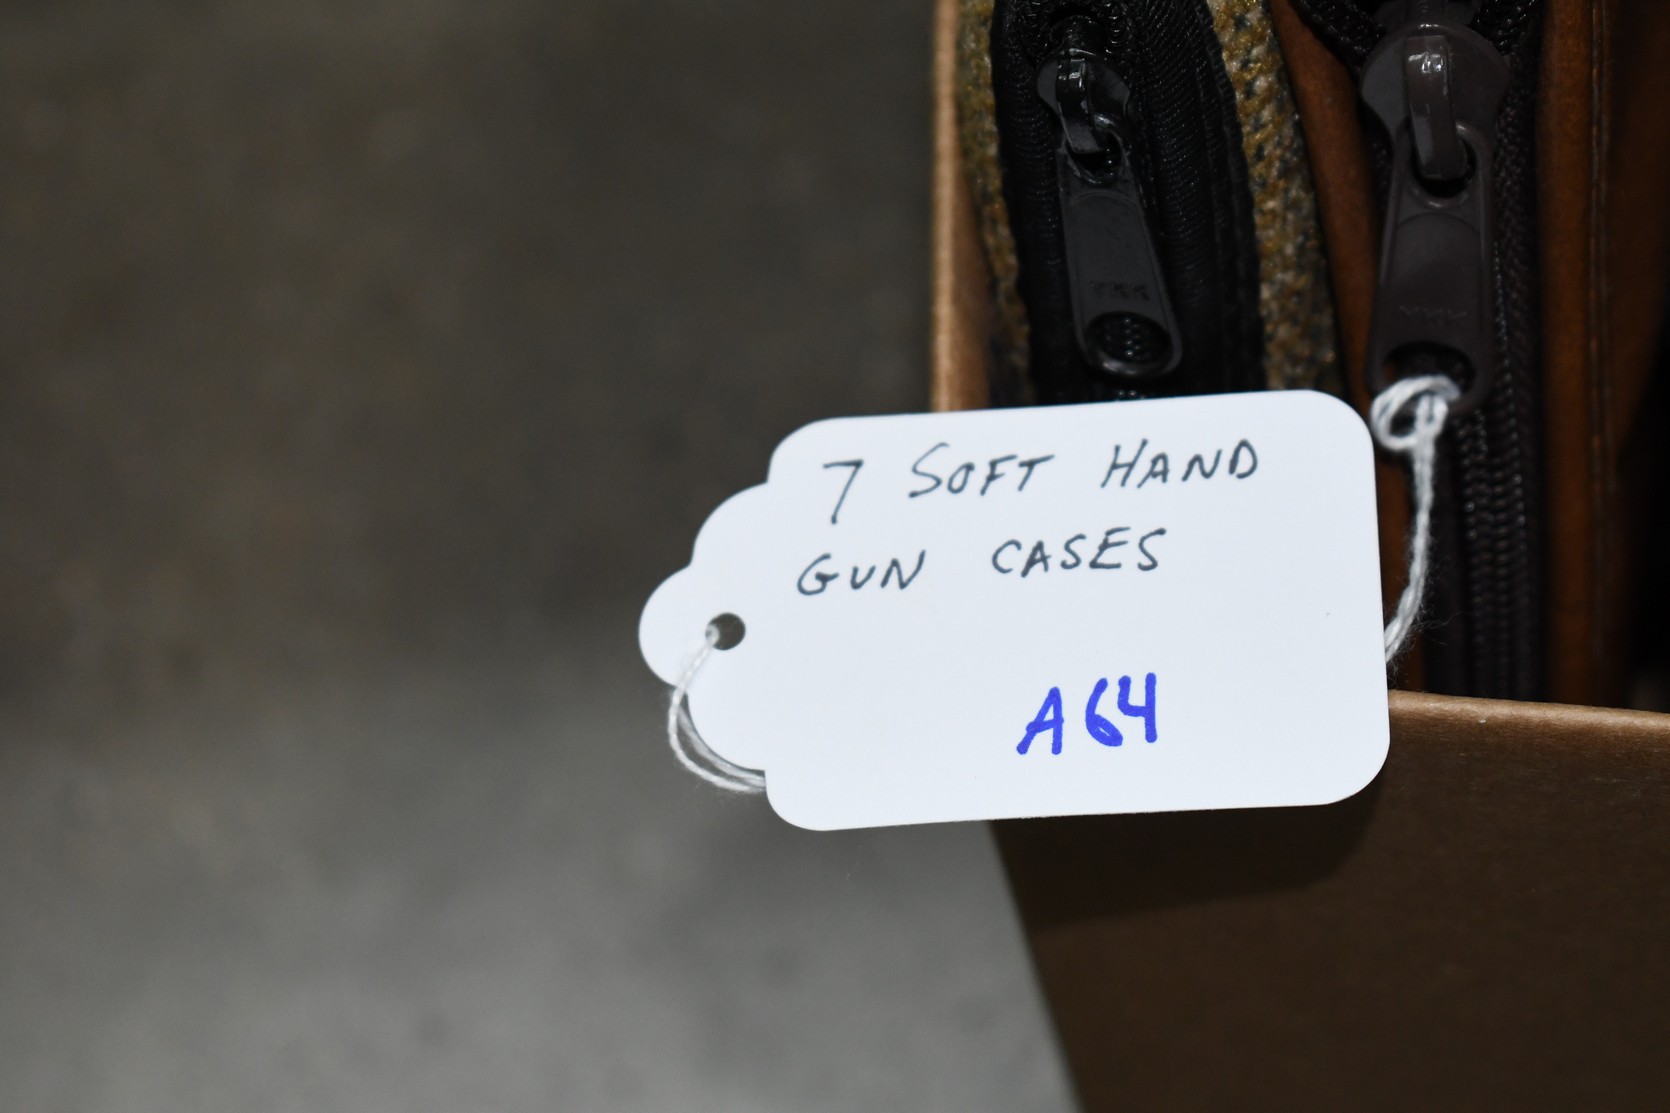 7 SOFT HAND
GUN CASES
A64